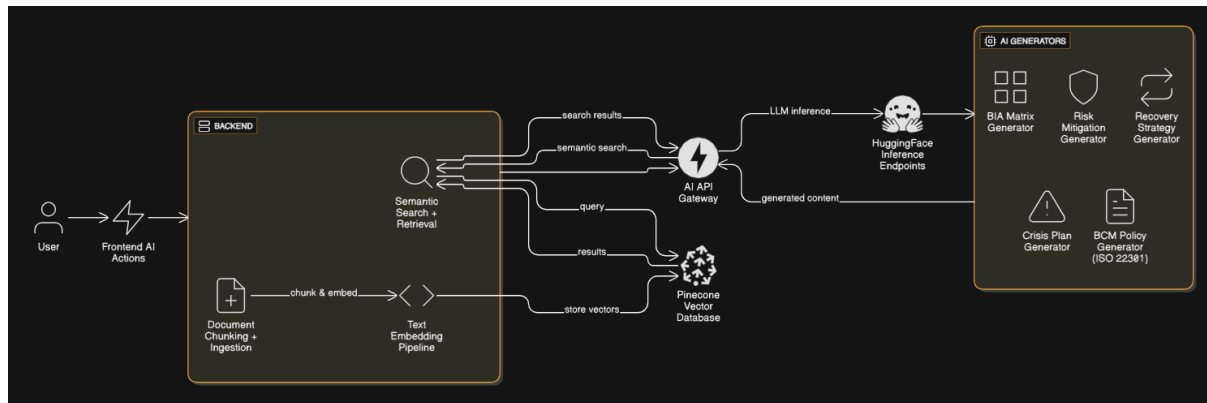 AI GENERATORS
BIA Matrix
Generator
Risk
Mitigation
Generator
Recovery
Strategy
Generator
Crisis Plan
Generator
BCM Policy
Generator
(ISO 22301)
BACKEND
Semantic
Search +
Retrieval
Document
Chunking +
Ingestion
chunk & embed
Text
Embedding
Pipeline
User
Frontend AI
Actions
search results
semantic search
query
results
store vectors
AI API
Gateway
Pinecone
Vector
Database
LLM inference
HuggingFace
Inference
Endpoints
generated content